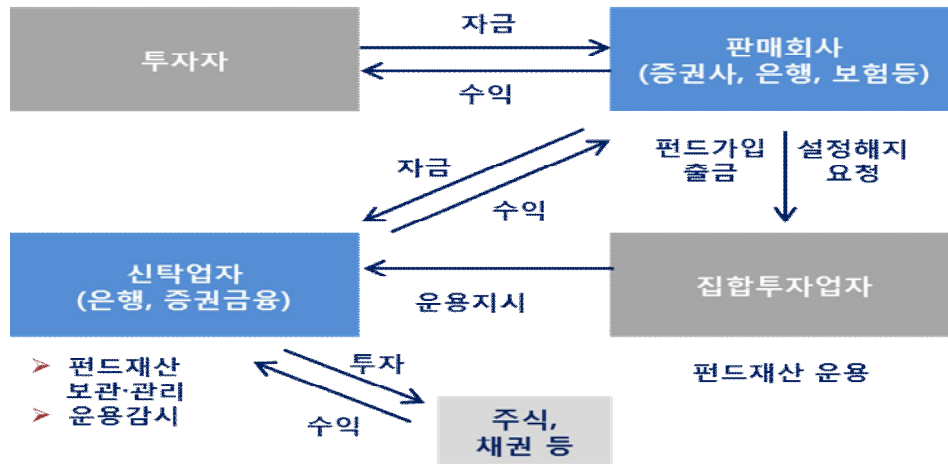 자금
투자자
판매회사
(증권사, 은행, 보험등)
수익
자금
수익
펀드가입
출금
설정해지
요청
신탁업자
(은행, 증권금융)
운용지시
집합투자업자
➢ 펀드재산
보관·관리
➢ 운용감시
투자
수익
펀드재산 운용
주식,
채권 등